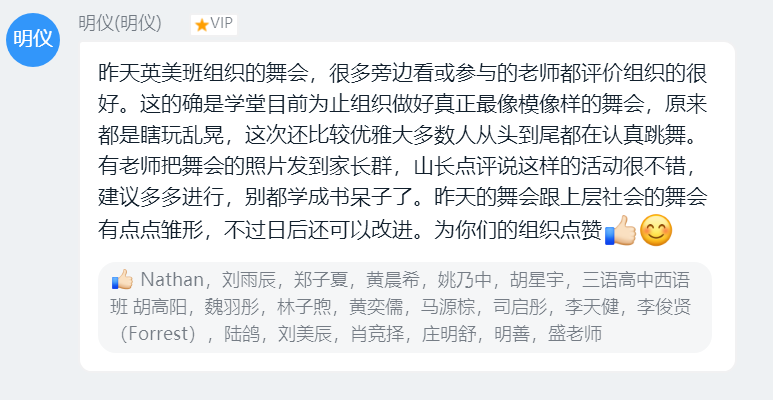 明仪
明仪(明仪)
VIP
昨天英美班组织的舞会，很多旁边看或参与的老师都评价组织的很
好。这的确是学堂目前为止组织做好真正最像模像样的舞会，原来
都是瞎玩乱晃，这次还比较优雅大多数人从头到尾都在认真跳舞。
有老师把舞会的照片发到家长群，山长点评说这样的活动很不错，
建议多多进行，别都学成书呆子了。昨天的舞会跟上层社会的舞会
有点点雏形，不过日后还可以改进。为你们的组织点赞👍😊
👍 Nathan，刘雨辰，郑子夏，黄晨希，姚乃中，胡星宇，三语高中西语
班 胡高阳，魏羽彤，林子煦，黄奕儒，马源棕，司启彤，李天健，李俊贤
（Forrest），陆鸽，刘美辰，肖竞择，庄明舒，明善，盛老师